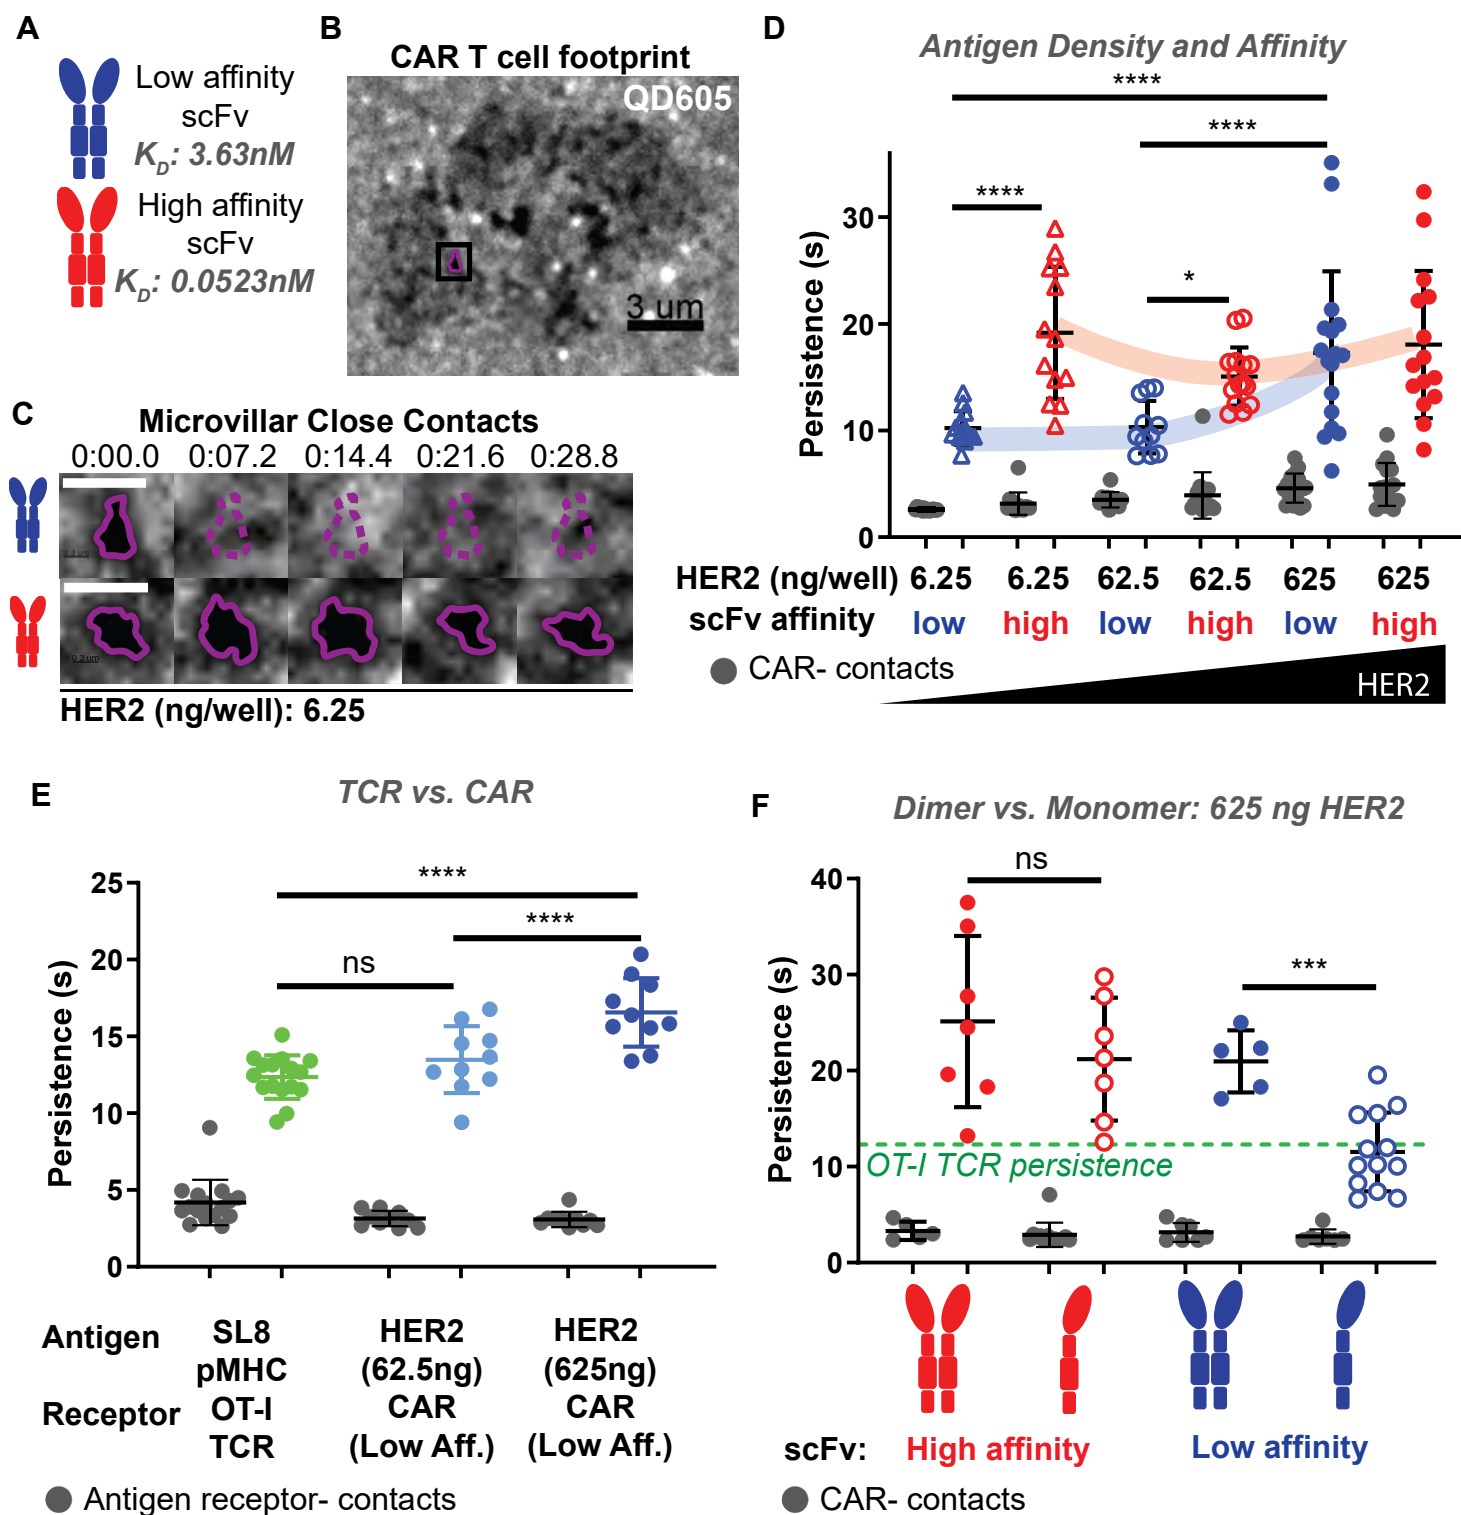 A
Low affinity
scFv
KD: 3.63nM
High affinity
scFv
KD: 0.0523nM
B
CAR T cell footprint
QD605
3 um
C
Microvillar Close Contacts
0:00.0 0:07.2 0:14.4 0:21.6 0:28.8
0.3 um
HER2 (ng/well): 6.25
D
Antigen Density and Affinity
****
****
****
*
Persistence (s)
30
20
10
0
HER2 (ng/well) 6.25 6.25 62.5 62.5 625 625
scFv affinity low high low high low high
CAR- contacts
HER2
E
TCR vs. CAR
****
****
ns
Persistence (s)
25
20
15
10
5
0
Antigen SL8 HER2 HER2
pMHC (62.5ng) (625ng)
Receptor OT-I CAR CAR
TCR (Low Aff.) (Low Aff.)
Antigen receptor- contacts
F
Dimer vs. Monomer: 625 ng HER2
ns
***
Persistence (s)
40
30
20
10
0
OT-I TCR persistence
scFv: High affinity Low affinity
CAR- contacts